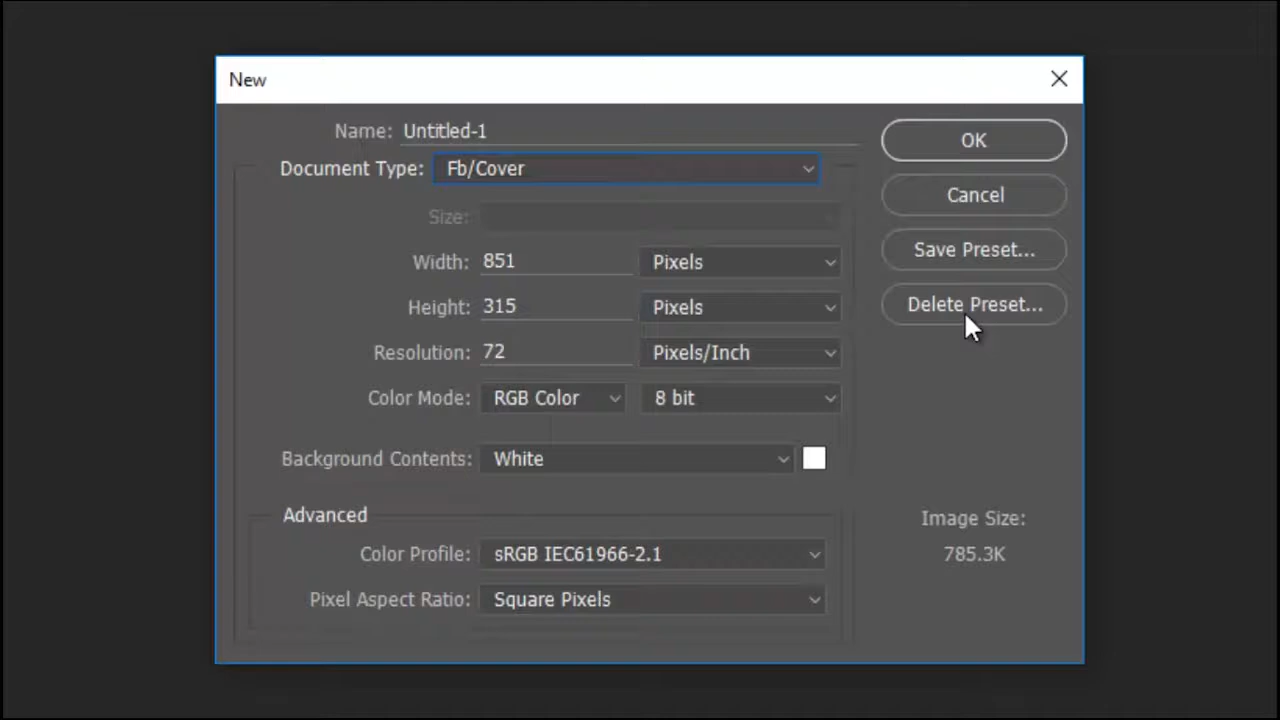 New
Name: Untitled-1
OK
Document Type: Fb/Cover
Cancel
Size:
Save Preset...
Width: 851 Pixels
Height: 315 Pixels
Delete Preset...
Resolution: 72 Pixels/Inch
Color Mode: RGB Color 8 bit
Background Contents: White
Advanced
Image Size:
785.3K
Color Profile: sRGB IEC61966-2.1
Pixel Aspect Ratio: Square Pixels